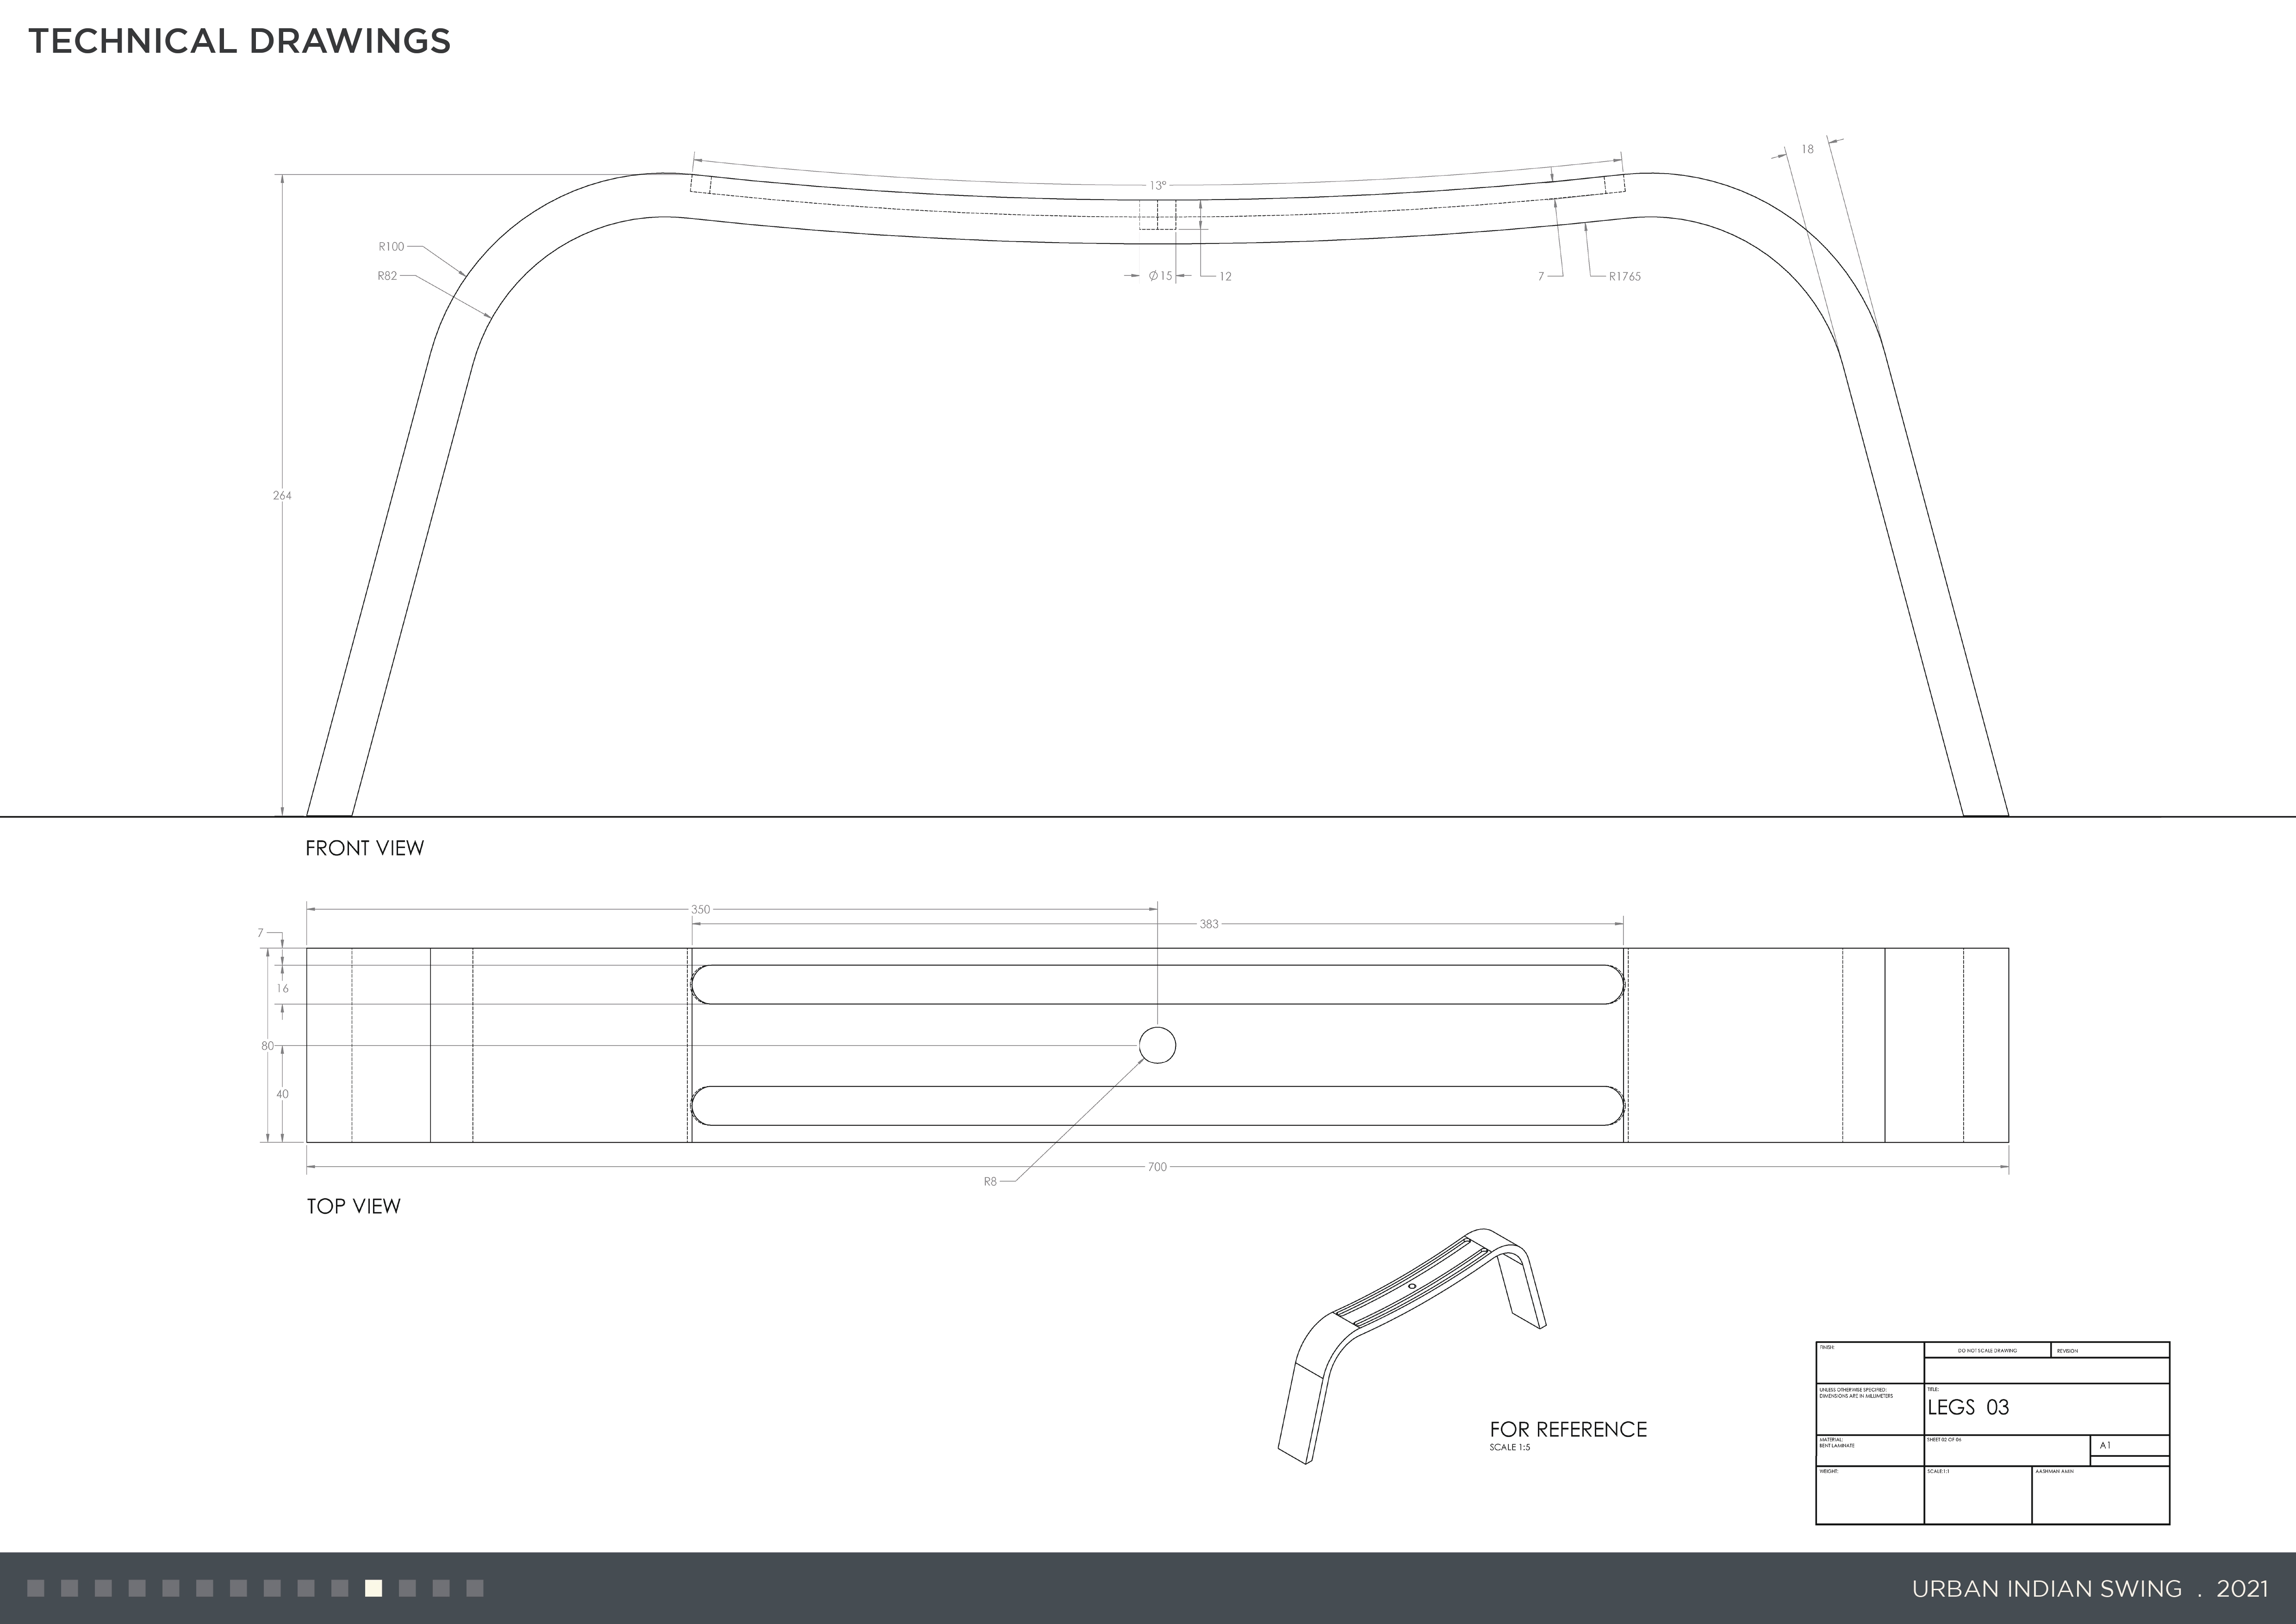 TECHNICAL DRAWINGS
18
13°
R100
R82
Ø15
12
7
R1765
264
FRONT VIEW
350
383
7
16
80
40
700
R8
TOP VIEW
FOR REFERENCE
SCALE 1:5
FINISH:
DO NOT SCALE DRAWING
REVISION
UNLESS OTHERWISE SPECIFIED:
DIMENSIONS ARE IN MILLIMETERS
TITLE:
LEGS 03
MATERIAL:
BENT LAMINATE
SHEET 02 OF 06
A1
WEIGHT:
SCALE:1:1
AASHMAN AMIN
URBAN INDIAN SWING . 2021